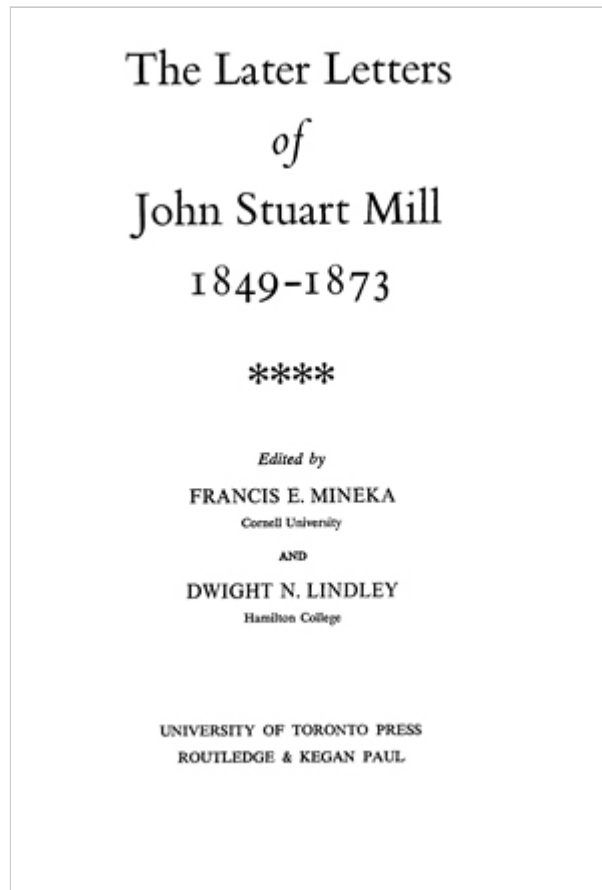 The Later Letters
of
John Stuart Mill
1849-1873
****
Edited by
FRANCIS E. MINEKA
Cornell University
AND
DWIGHT N. LINDLEY
Hamilton College
UNIVERSITY OF TORONTO PRESS
ROUTLEDGE & KEGAN PAUL